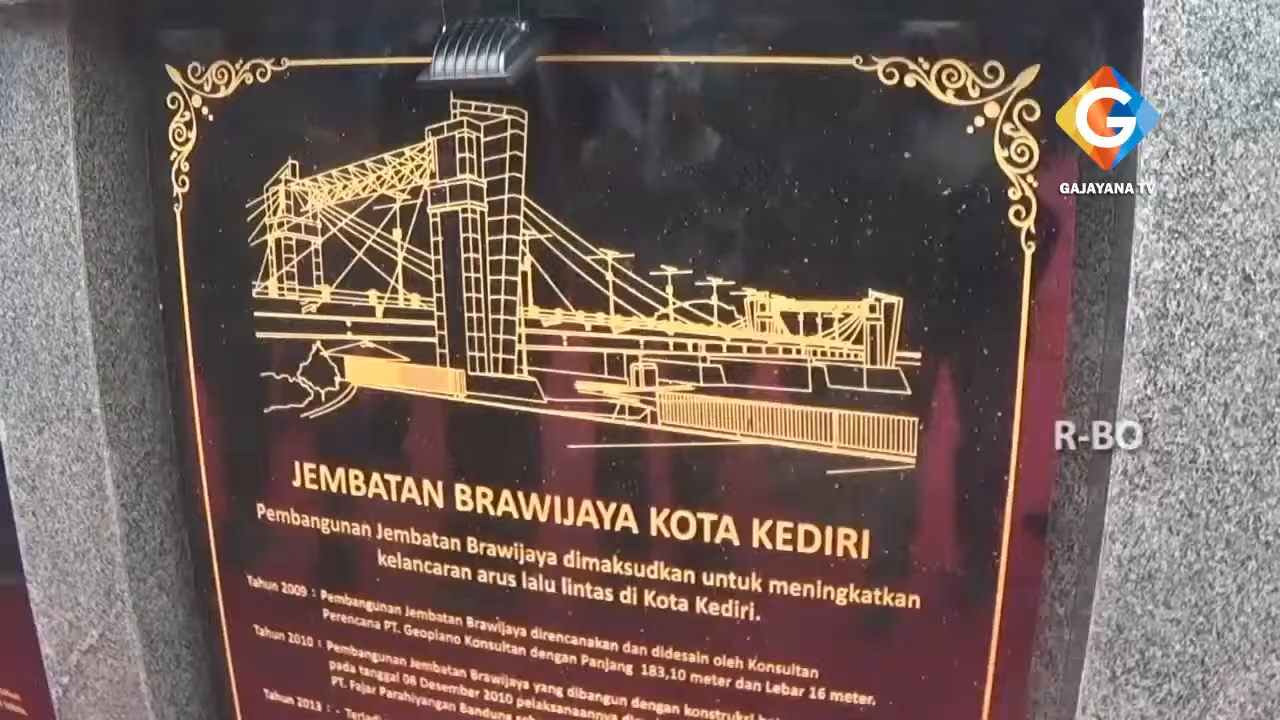 GAJAYANA TV
R-BO
JEMBATAN BRAWIJAYA KOTA KEDIRI
Pembangunan Jembatan Brawijaya dimaksudkan untuk meningkatkan
kelancaran arus lalu lintas di Kota Kediri.
Tahun 2009 : Pembangunan Jembatan Brawijaya direncanakan dan didesain oleh Konsultan
Perencana PT. Geopiano Konsultan dengan Panjang 183,10 meter dan Lebar 16 meter.
Tahun 2010 : Pembangunan Jembatan Brawijaya yang dibangun dengan konstruksi
pada tanggal 08 Desember 2010 pelaksanaannya
PT. Fajar Parahiyangan Bandung
Tahun 2013 : -